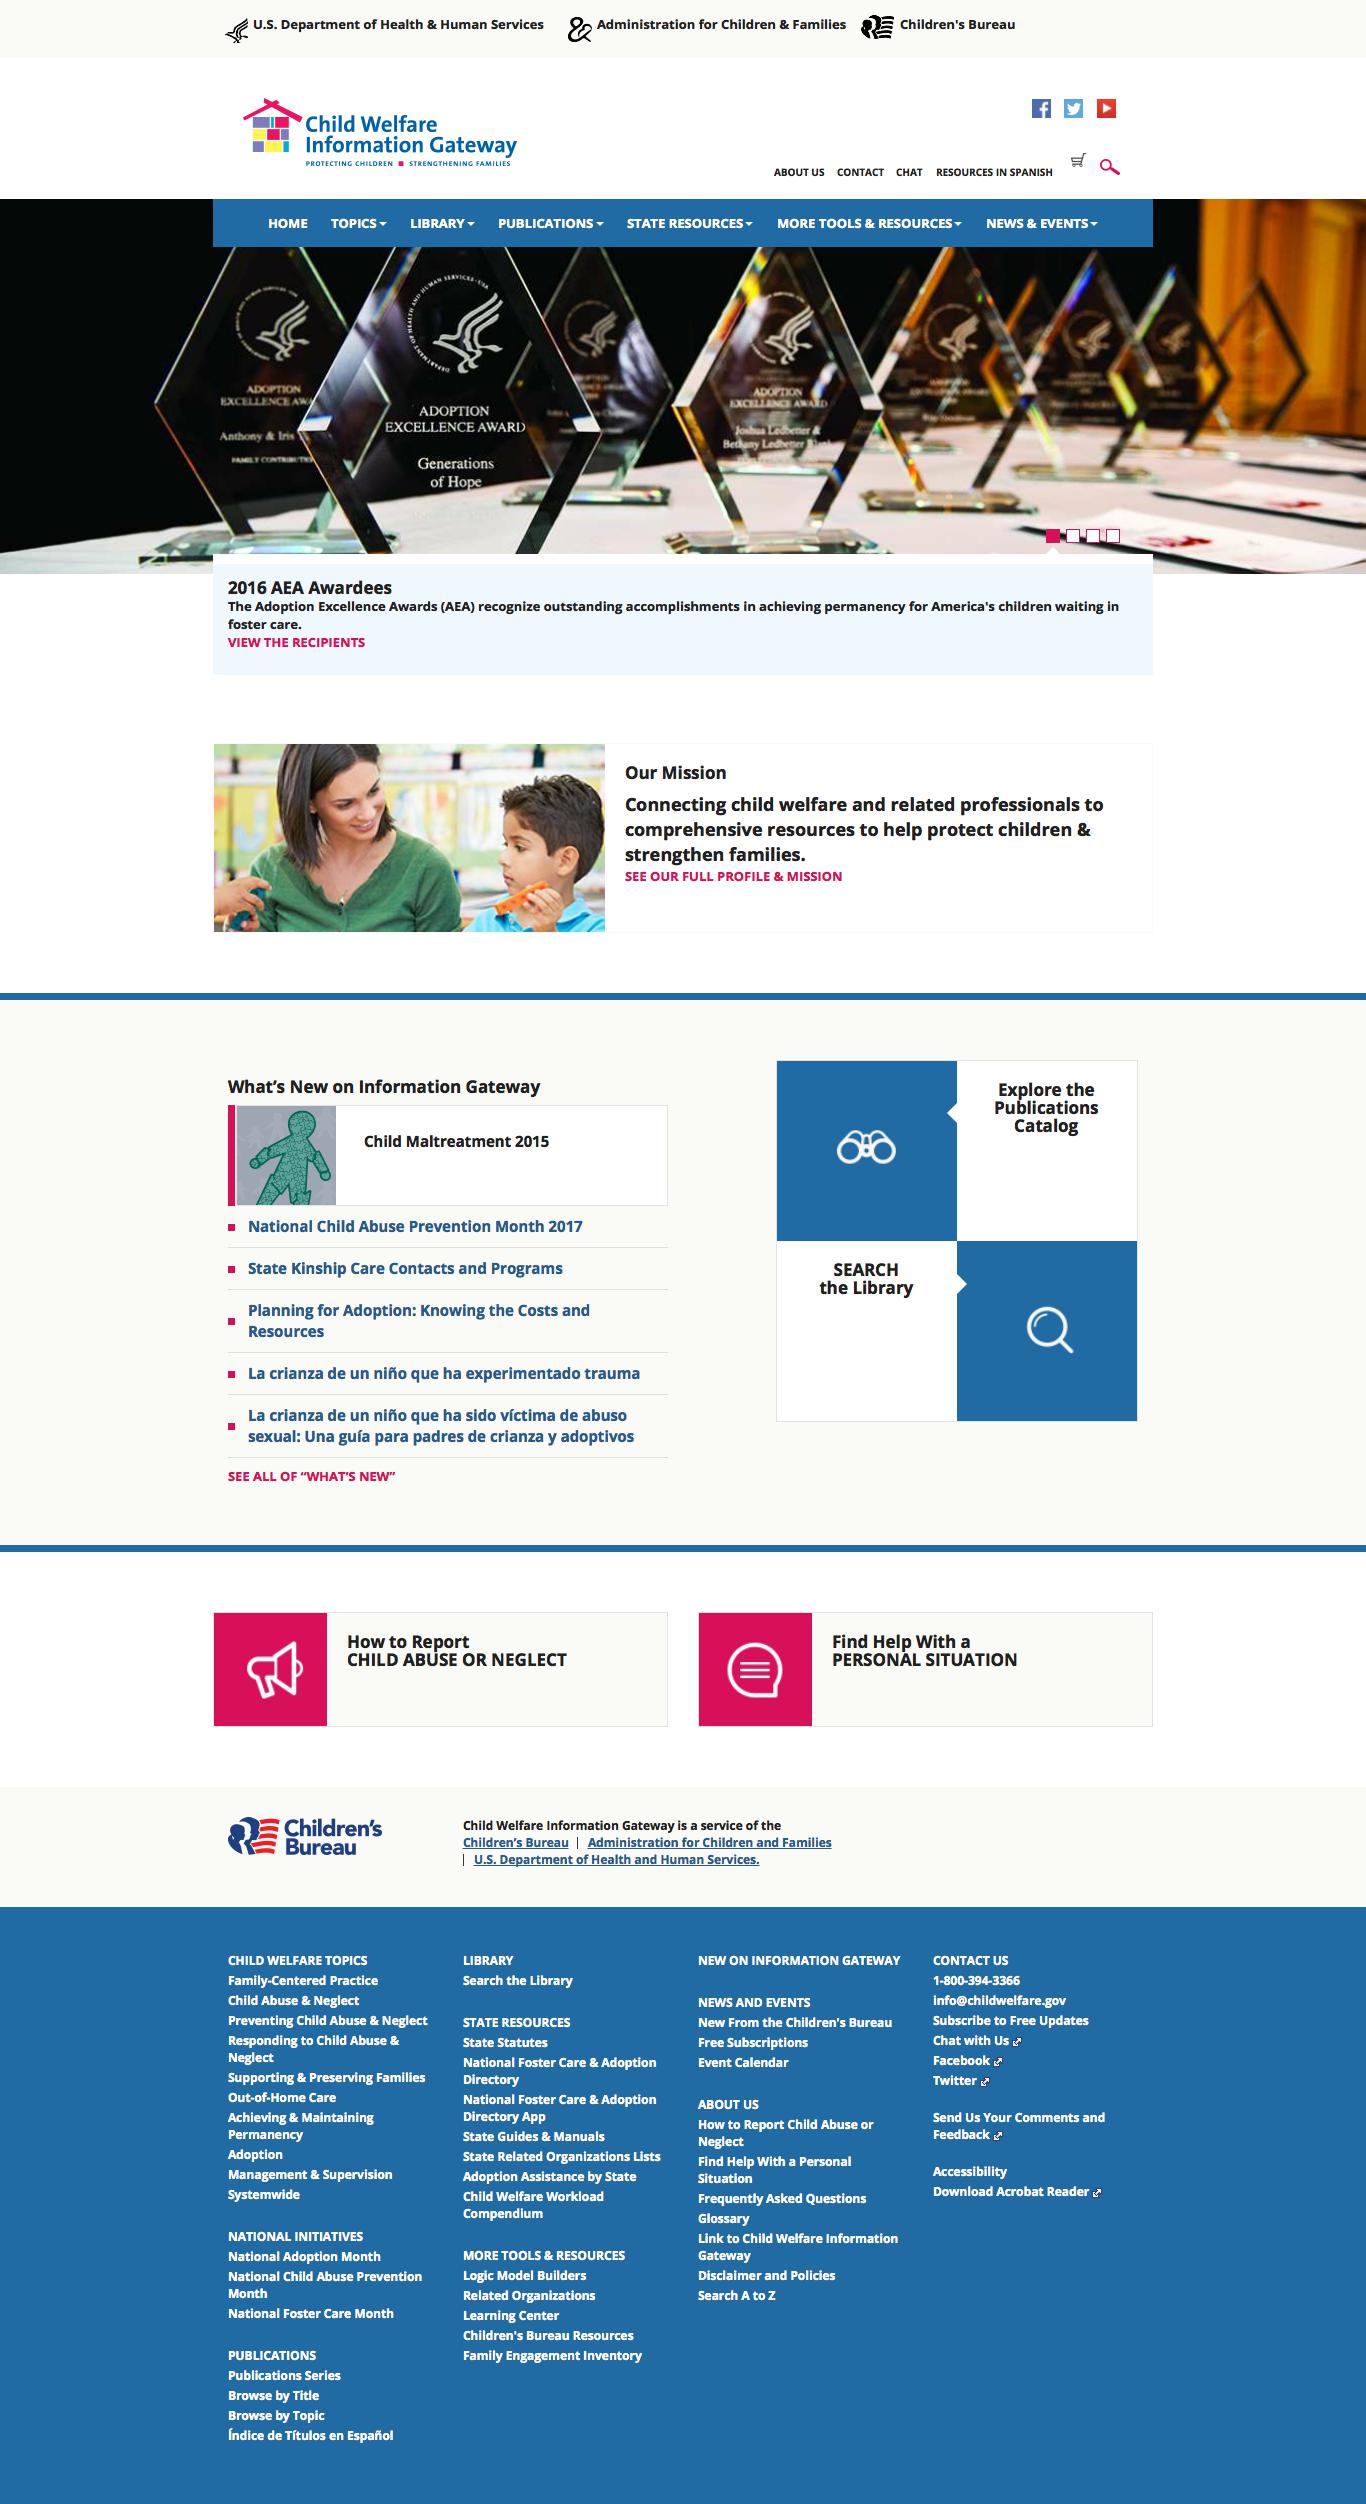 U.S. Department of Health & Human Services
Administration for Children & Families
Children's Bureau
Child Welfare
Information Gateway
PROTECTING CHILDREN ■ STRENGTHENING FAMILIES
ABOUT US
CONTACT
CHAT
RESOURCES IN SPANISH
HOME
TOPICS
LIBRARY
PUBLICATIONS
STATE RESOURCES
MORE TOOLS & RESOURCES
NEWS & EVENTS
ADOPTION
EXCELLENCE AWA
Anthony & Iris
DEPARTMENT OF HEALTH AND HUMAN SERVICES · USA
ADOPTION
EXCELLENCE AWARD
Generations
of Hope
ADOPTION
EXCELLENCE AWARD
Joshua Ledbetter &
Bethany Ledbetter
2016 AEA Awardees
The Adoption Excellence Awards (AEA) recognize outstanding accomplishments in achieving permanency for America's children waiting in
foster care.
VIEW THE RECIPIENTS
Our Mission
Connecting child welfare and related professionals to
comprehensive resources to help protect children &
strengthen families.
SEE OUR FULL PROFILE & MISSION
What's New on Information Gateway
Child Maltreatment 2015
National Child Abuse Prevention Month 2017
State Kinship Care Contacts and Programs
Planning for Adoption: Knowing the Costs and
Resources
La crianza de un niño que ha experimentado trauma
La crianza de un niño que ha sido víctima de abuso
sexual: Una guía para padres de crianza y adoptivos
SEE ALL OF “WHAT'S NEW”
Explore the
Publications
Catalog
SEARCH
the Library
How to Report
CHILD ABUSE OR NEGLECT
Find Help With a
PERSONAL SITUATION
Children's
Bureau
Child Welfare Information Gateway is a service of the
Children's Bureau | Administration for Children and Families
| U.S. Department of Health and Human Services.
CHILD WELFARE TOPICS
Family-Centered Practice
Child Abuse & Neglect
Preventing Child Abuse & Neglect
Responding to Child Abuse &
Neglect
Supporting & Preserving Families
Out-of-Home Care
Achieving & Maintaining
Permanency
Adoption
Management & Supervision
Systemwide
NATIONAL INITIATIVES
National Adoption Month
National Child Abuse Prevention
Month
National Foster Care Month
PUBLICATIONS
Publications Series
Browse by Title
Browse by Topic
Índice de Títulos en Español
LIBRARY
Search the Library
STATE RESOURCES
State Statutes
National Foster Care & Adoption
Directory
National Foster Care & Adoption
Directory App
State Guides & Manuals
State Related Organizations Lists
Adoption Assistance by State
Child Welfare Workload
Compendium
MORE TOOLS & RESOURCES
Logic Model Builders
Related Organizations
Learning Center
Children's Bureau Resources
Family Engagement Inventory
NEW ON INFORMATION GATEWAY
NEWS AND EVENTS
New From the Children's Bureau
Free Subscriptions
Event Calendar
ABOUT US
How to Report Child Abuse or
Neglect
Find Help With a Personal
Situation
Frequently Asked Questions
Glossary
Link to Child Welfare Information
Gateway
Disclaimer and Policies
Search A to Z
CONTACT US
1-800-394-3366
info@childwelfare.gov
Subscribe to Free Updates
Chat with Us
Facebook
Twitter
Send Us Your Comments and
Feedback
Accessibility
Download Acrobat Reader